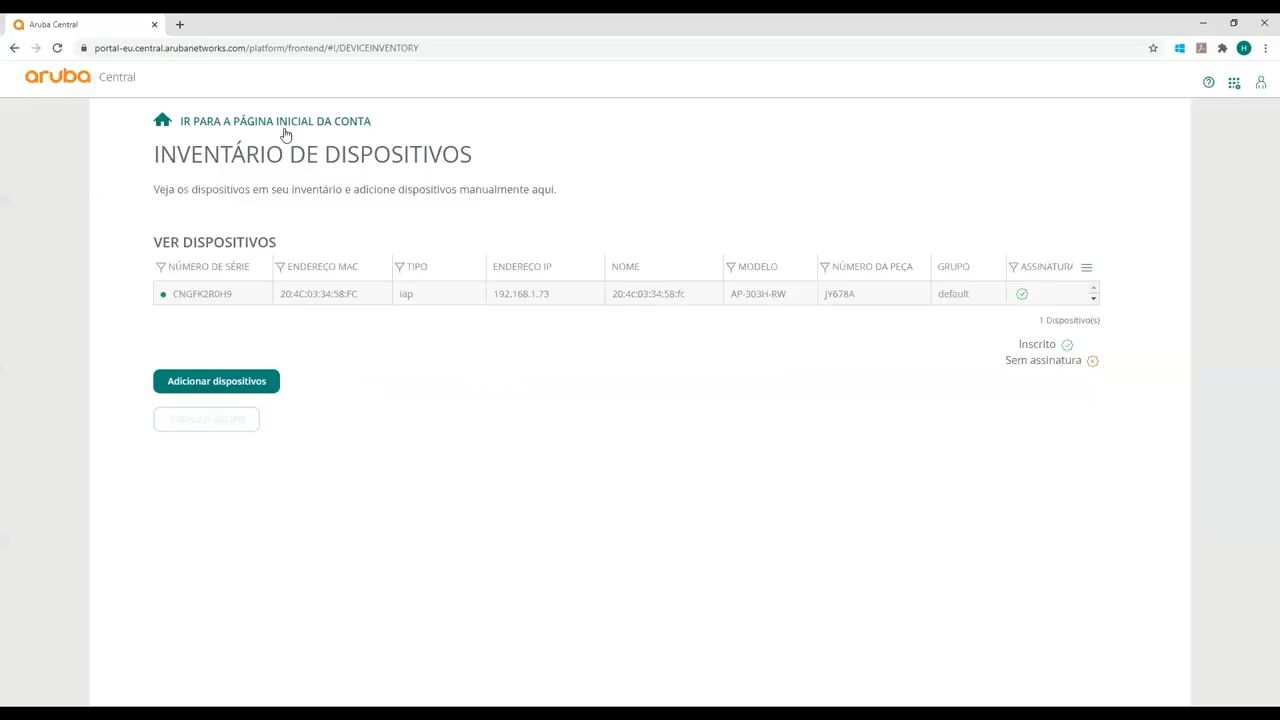 Aruba Central
portal-eu.central.arubanetworks.com/platform/frontend/#!/DEVICEINVENTORY
H
aruba Central
IR PARA A PÁGINA INICIAL DA CONTA
INVENTÁRIO DE DISPOSITIVOS
Veja os dispositivos em seu inventário e adicione dispositivos manualmente aqui.
VER DISPOSITIVOS
NÚMERO DE SÉRIE ENDEREÇO MAC TIPO ENDEREÇO IP NOME MODELO NÚMERO DA PEÇA GRUPO ASSINATURA
CNGFK2R0H9 20:4C:03:34:58:FC iap 192.168.1.73 20:4c:03:34:58:fc AP-303H-RW JY678A default
1 Dispositivo(s)
Inscrito
Sem assinatura
Adicionar dispositivos